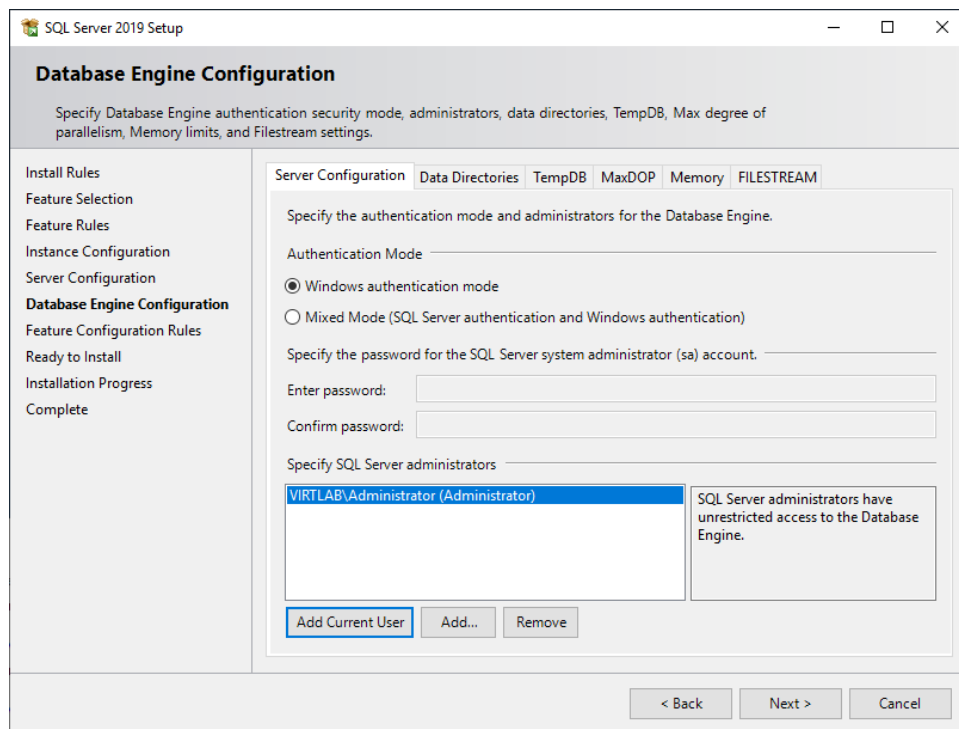 SQL Server 2019 Setup
Database Engine Configuration
Specify Database Engine authentication security mode, administrators, data directories, TempDB, Max degree of
parallelism, Memory limits, and Filestream settings.
Install Rules
Feature Selection
Feature Rules
Instance Configuration
Server Configuration
Database Engine Configuration
Feature Configuration Rules
Ready to Install
Installation Progress
Complete
Server Configuration Data Directories TempDB MaxDOP Memory FILESTREAM
Specify the authentication mode and administrators for the Database Engine.
Authentication Mode
Windows authentication mode
Mixed Mode (SQL Server authentication and Windows authentication)
Specify the password for the SQL Server system administrator (sa) account.
Enter password:
Confirm password:
Specify SQL Server administrators
VIRTLAB\Administrator (Administrator)
SQL Server administrators have
unrestricted access to the Database
Engine.
Add Current User Add... Remove
< Back Next > Cancel